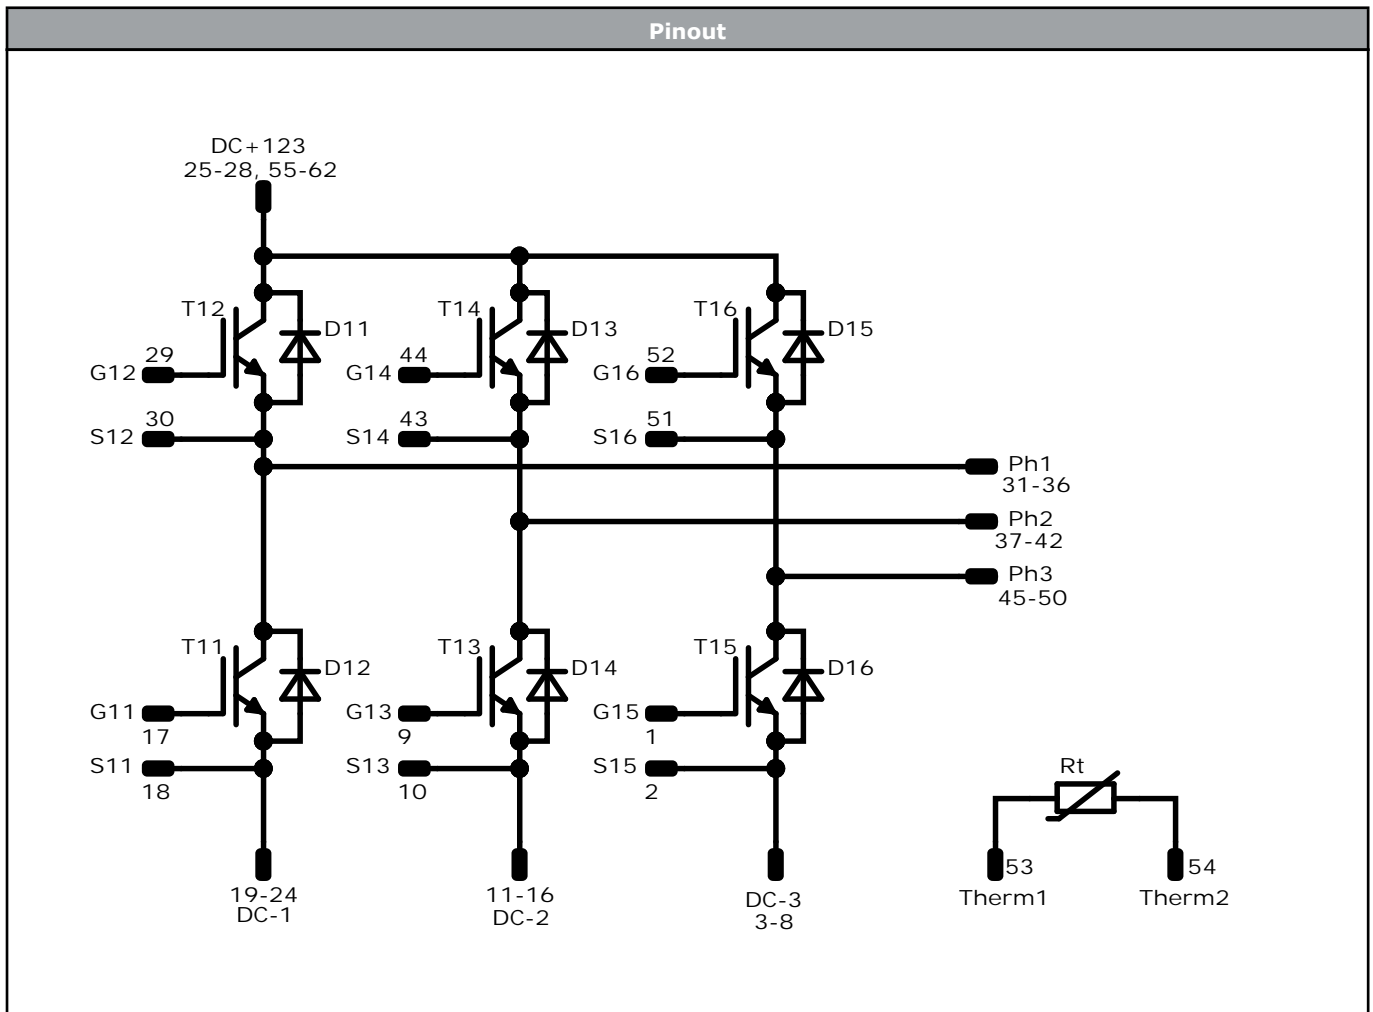 Pinout
DC+123
25-28, 55-62
T12
D11
T14
D13
T16
D15
29
G12
44
G14
52
G16
30
S12
43
S14
51
S16
Ph1
31-36
Ph2
37-42
Ph3
45-50
T11
D12
T13
D14
T15
D16
G11
17
G13
9
G15
1
S11
18
S13
10
S15
2
Rt
19-24
DC-1
11-16
DC-2
DC-3
3-8
53
Therm1
54
Therm2